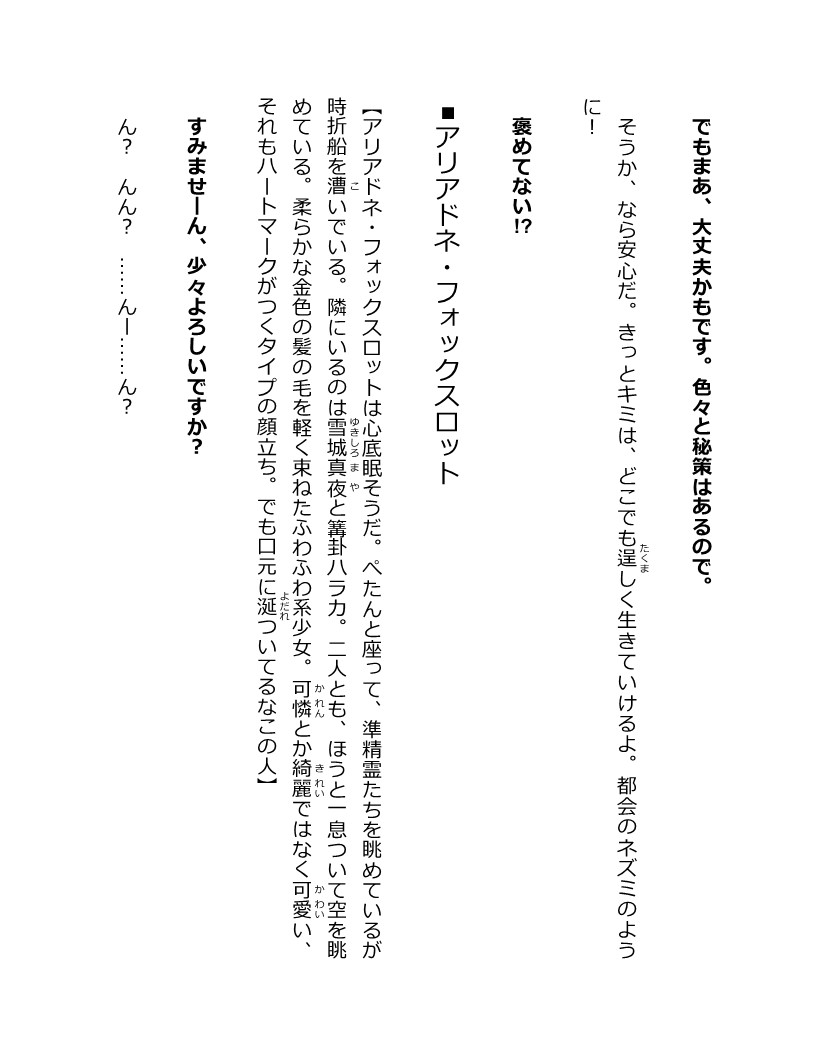 でもまあ、大丈夫かもです。色々と秘策はあるので。
そうか、なら安心だ。きっとキミは、どこでも逞しく生きていけるよ。都会のネズミのよう
に！
褒めてない!?
■アリアドネ・フォックスロット
【アリアドネ・フォックスロットは心底眠そうだ。ぺたんと座って、準精霊たちを眺めているが
時折船を漕いでいる。隣にいるのは雪城真夜と篝卦ハラカ。二人とも、ほうと一息ついて空を眺
めている。柔らかな金色の髪の毛を軽く束ねたふわふわ系少女。可憐とか綺麗ではなく可愛い、
それもハートマークがつくタイプの顔立ち。でも口元に涎ついてるなこの人】
すみませーん、少々よろしいですか？
ん？　んん？　……んー……ん？